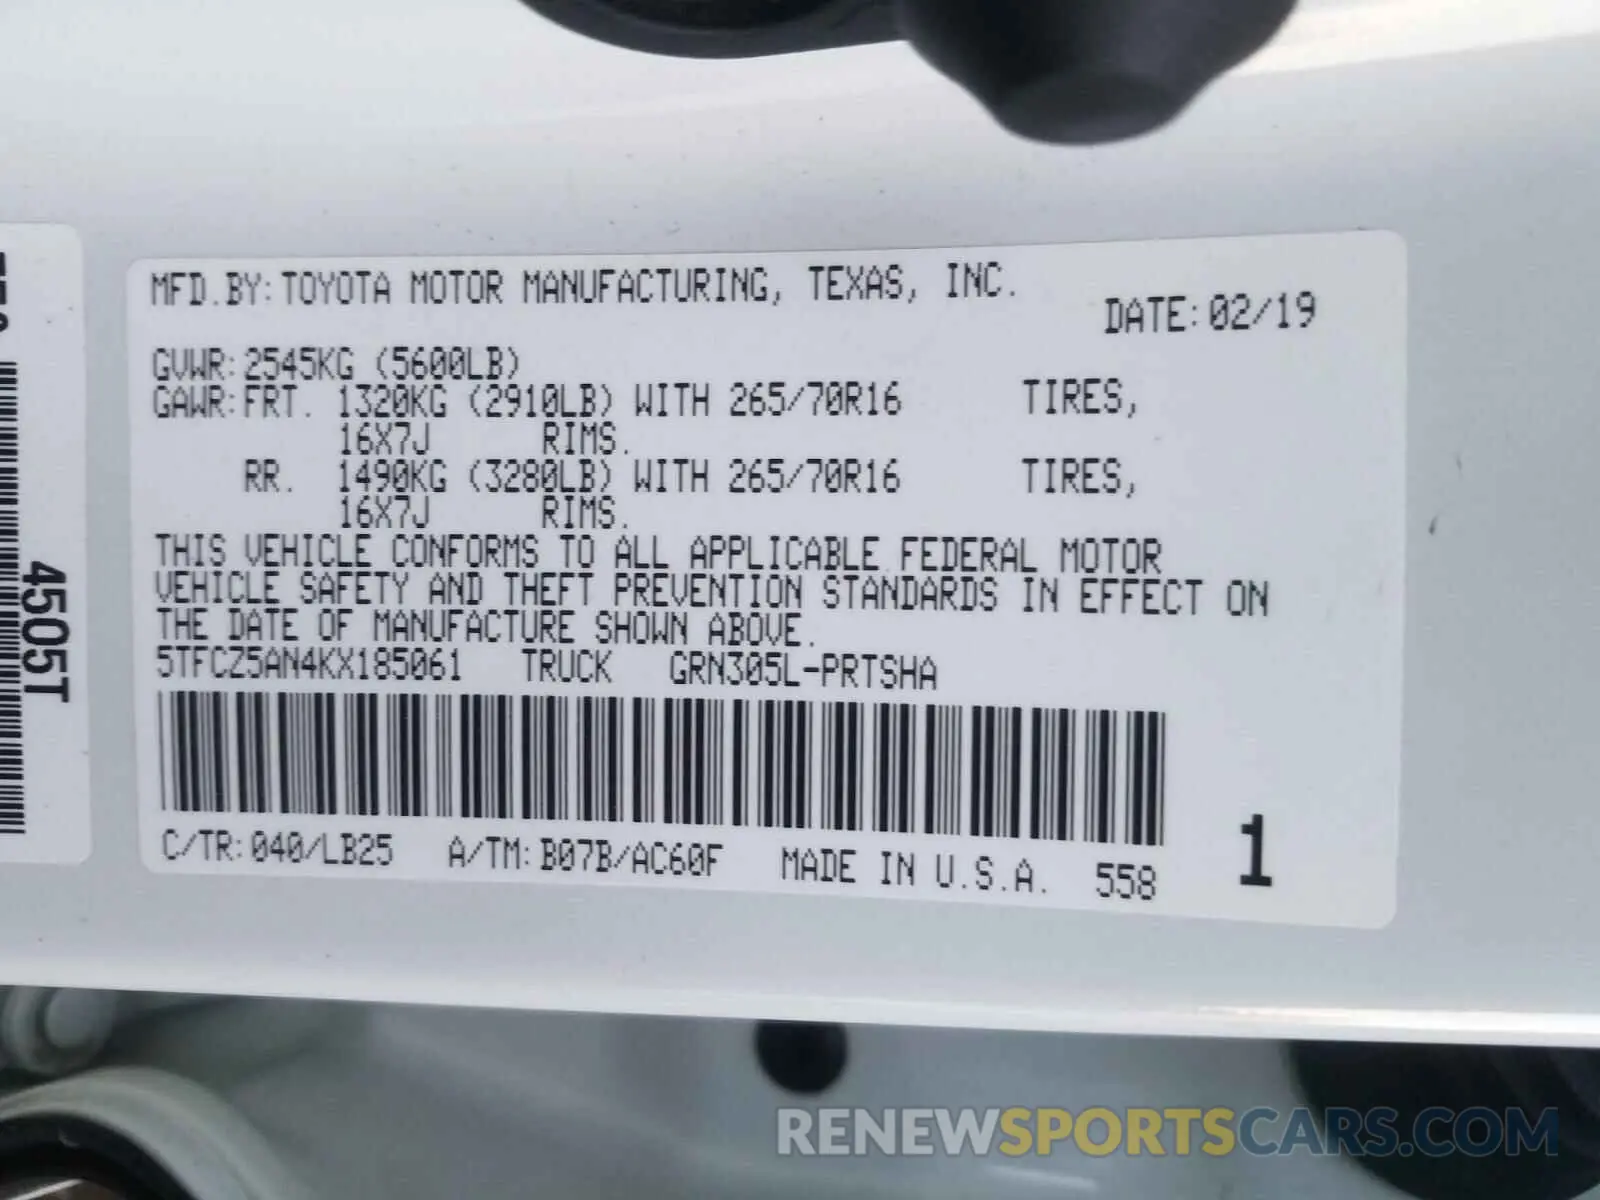 MFD.BY:TOYOTA MOTOR MANUFACTURING, TEXAS, INC.
DATE:02/19
GVWR:2545KG (5600LB)
GAWR:FRT. 1320KG (2910LB) WITH 265/70R16 TIRES,
16X7J RIMS.
RR. 1490KG (3280LB) WITH 265/70R16 TIRES,
16X7J RIMS.
THIS VEHICLE CONFORMS TO ALL APPLICABLE FEDERAL MOTOR
VEHICLE SAFETY AND THEFT PREVENTION STANDARDS IN EFFECT ON
THE DATE OF MANUFACTURE SHOWN ABOVE.
5TFCZ5AN4KX185061 TRUCK GRN305L-PRTSHA
C/TR:040/LB25 A/TM:B07B/AC60F MADE IN U.S.A. 558
1
4505T
RENEWSPORTSCARS.COM